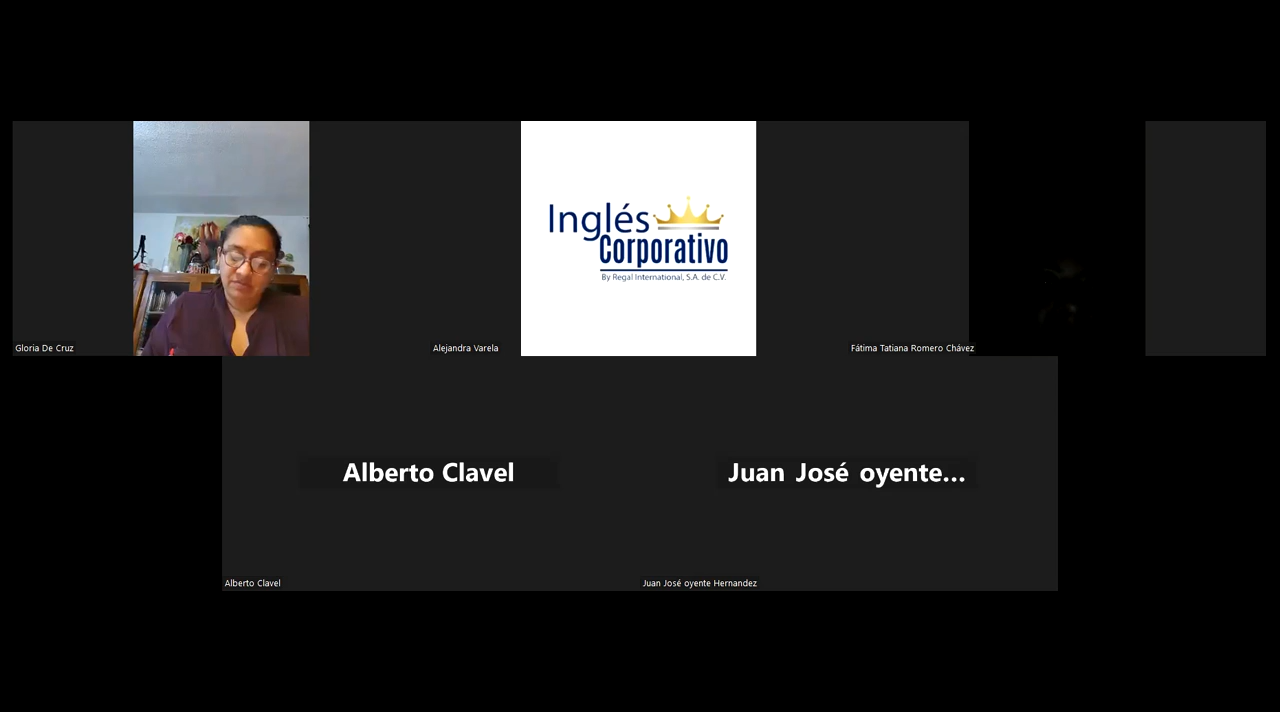 Inglés
Corporativo
By Regal International, S.A. de C.V.
Gloria De Cruz
Alejandra Varela
Fátima Tatiana Romero Chávez
Alberto Clavel
Juan José oyente...
Alberto Clavel
Juan José oyente Hernandez